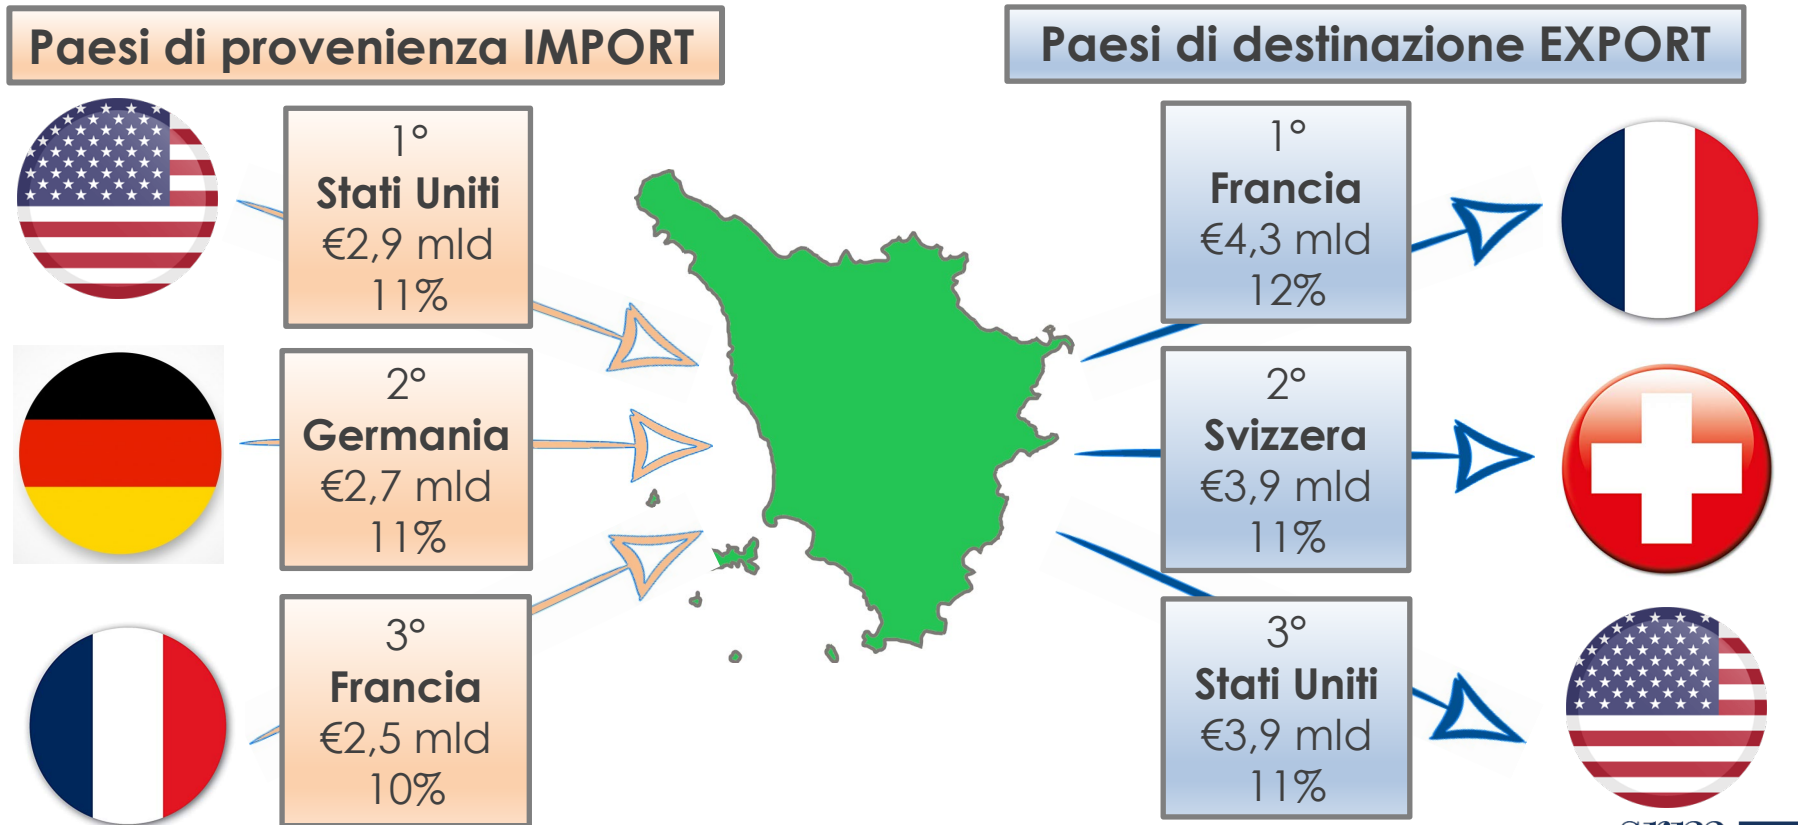 Paesi di provenienza IMPORT
Paesi di destinazione EXPORT
1°
Stati Uniti
€2,9 mld
11%
2°
Germania
€2,7 mld
11%
3°
Francia
€2,5 mld
10%
1°
Francia
€4,3 mld
12%
2°
Svizzera
€3,9 mld
11%
3°
Stati Uniti
€3,9 mld
11%